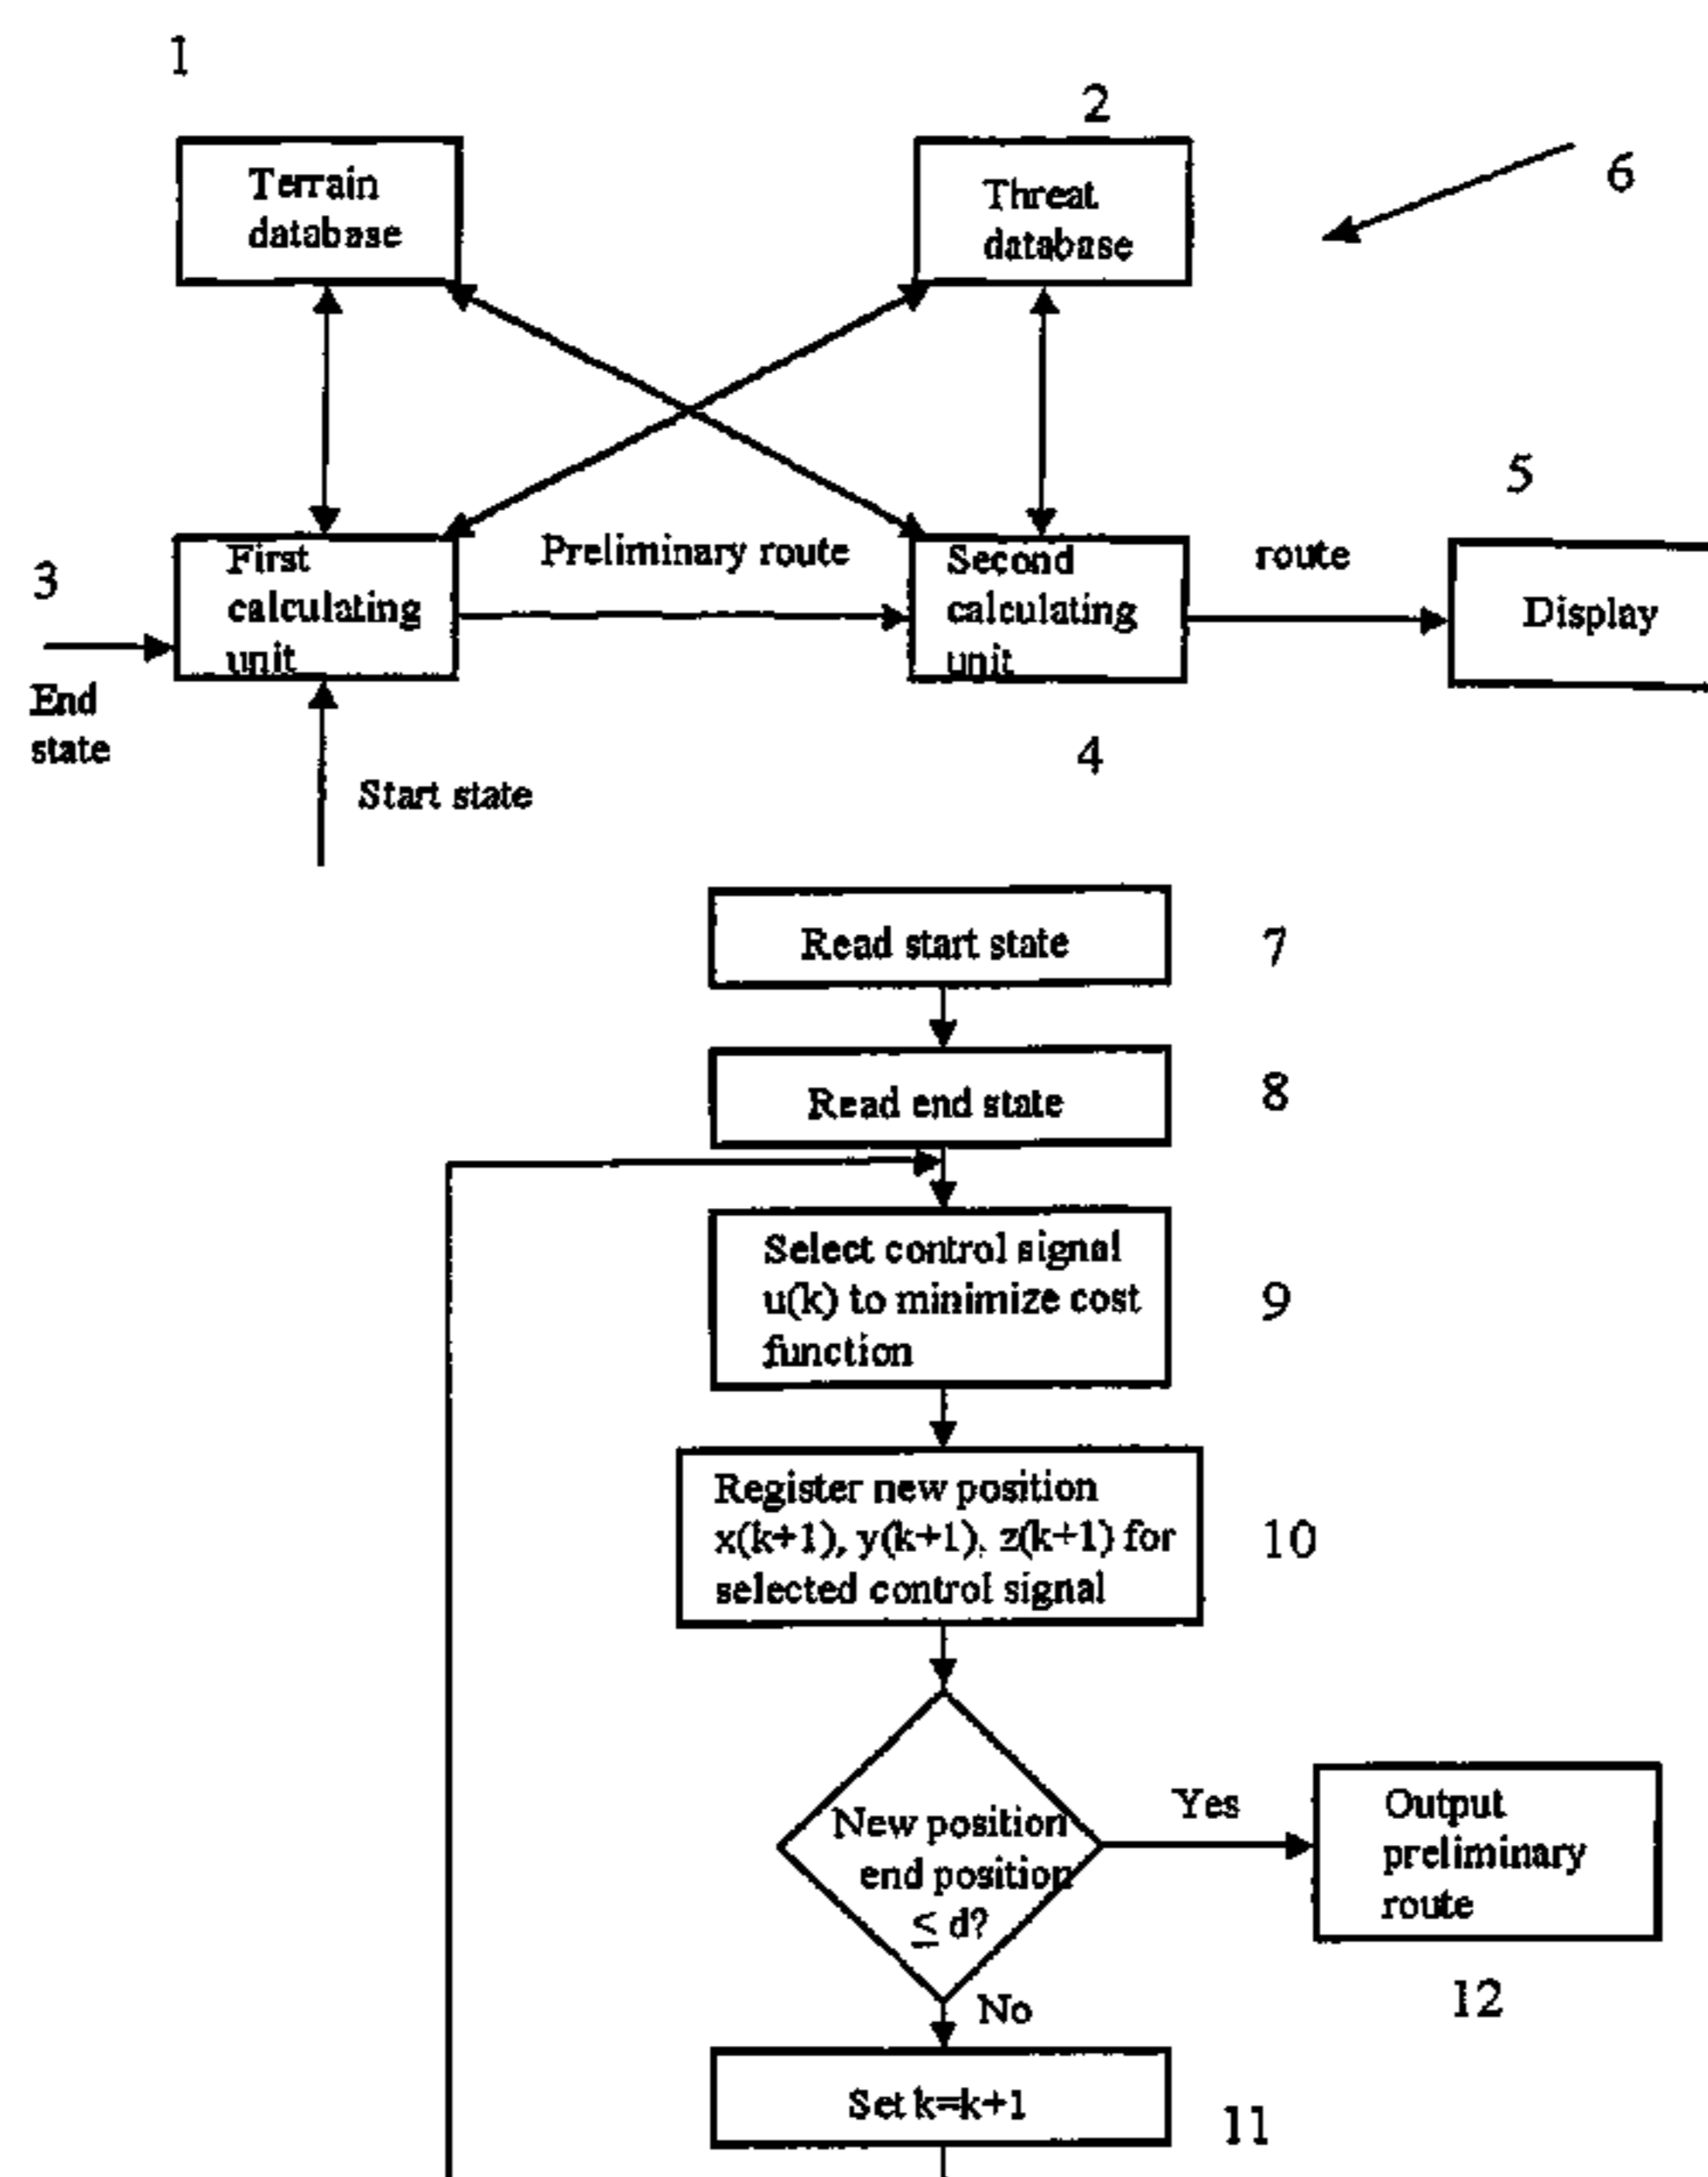 1
2
6
Terrain
database
Threat
database
5
3
First
calculating
unit
Preliminary route
Second
calculating
unit
route
Display
End
state
4
Start state
Read start state
7
Read end state
8
Select control signal
u(k) to minimize cost
function
9
Register new position
x(k+1), y(k+1), z(k+1) for
selected control signal
10
New position
end position
≤ d?
Yes
Output
preliminary
route
12
No
Set k=k+1
11